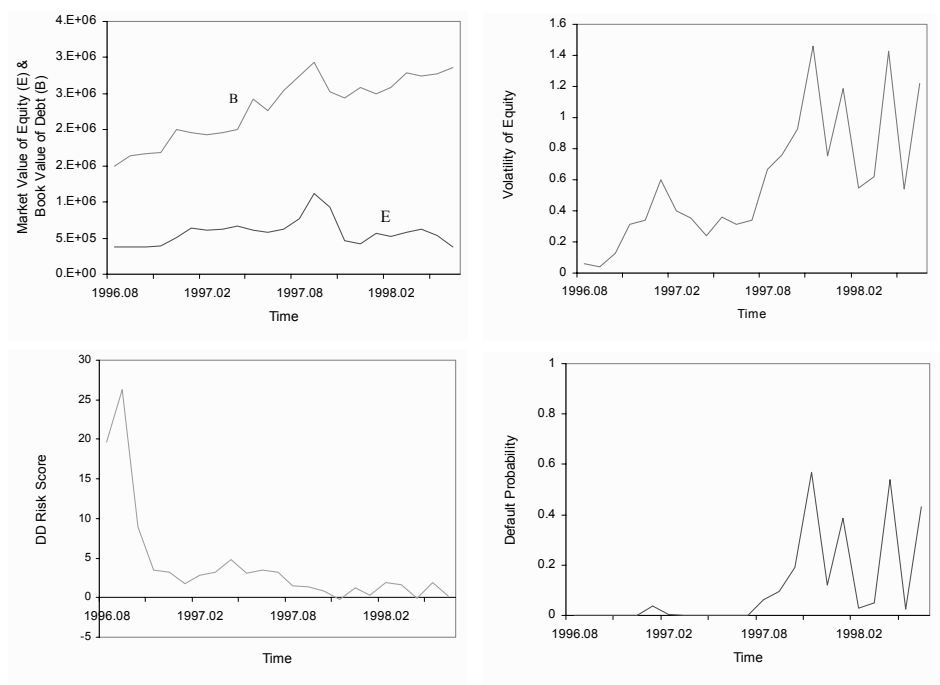 Market Value of Equity (E) &
Book Value of Debt (B)
4.E+06
3.E+06
3.E+06
2.E+06
2.E+06
1.E+06
5.E+05
0.E+00
B
E
1996.08
1997.02
1997.08
1998.02
Time
Volatility of Equity
1.6
1.4
1.2
1
0.8
0.6
0.4
0.2
0
1996.08
1997.02
1997.08
1998.02
Time
DD Risk Score
30
25
20
15
10
5
0
-5
1996.08
1997.02
1997.08
1998.02
Time
Default Probability
1
0.8
0.6
0.4
0.2
0
1996.08
1997.02
1997.08
1998.02
Time